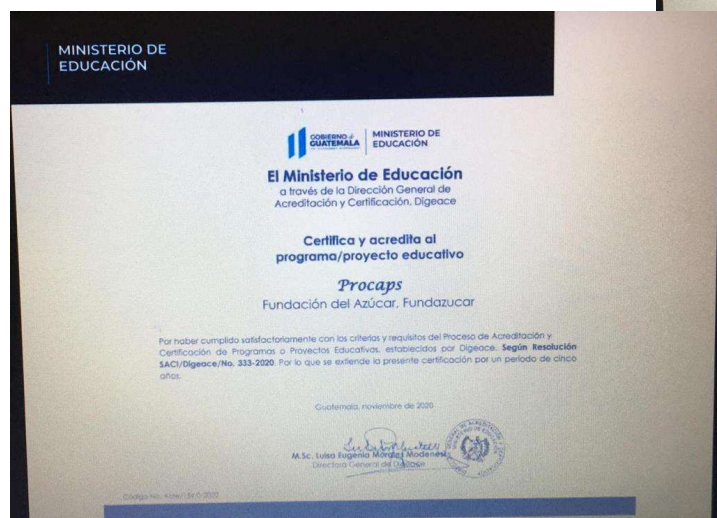 MINISTERIO DE
EDUCACIÓN
GOBIERNO de
GUATEMALA
MINISTERIO DE
EDUCACIÓN
El Ministerio de Educación
a través de la Dirección General de
Acreditación y Certificación, Digeace
Certifica y acredita al
programa/proyecto educativo
Procaps
Fundación del Azúcar, Fundazucar
Por haber cumplido satisfactoriamente con los criterios y requisitos del Proceso de Acreditación y
Certificación de Programas o Proyectos Educativos, establecidos por Digeace. Según Resolución
SACI/Digeace/No. 333-2020. Por lo que se extiende la presente certificación por un período de cinco
años.
Guatemala, noviembre de 2020
M.Sc. Luisa Eugenia Morales Modenesi
Directora General de Digeace
Código No.